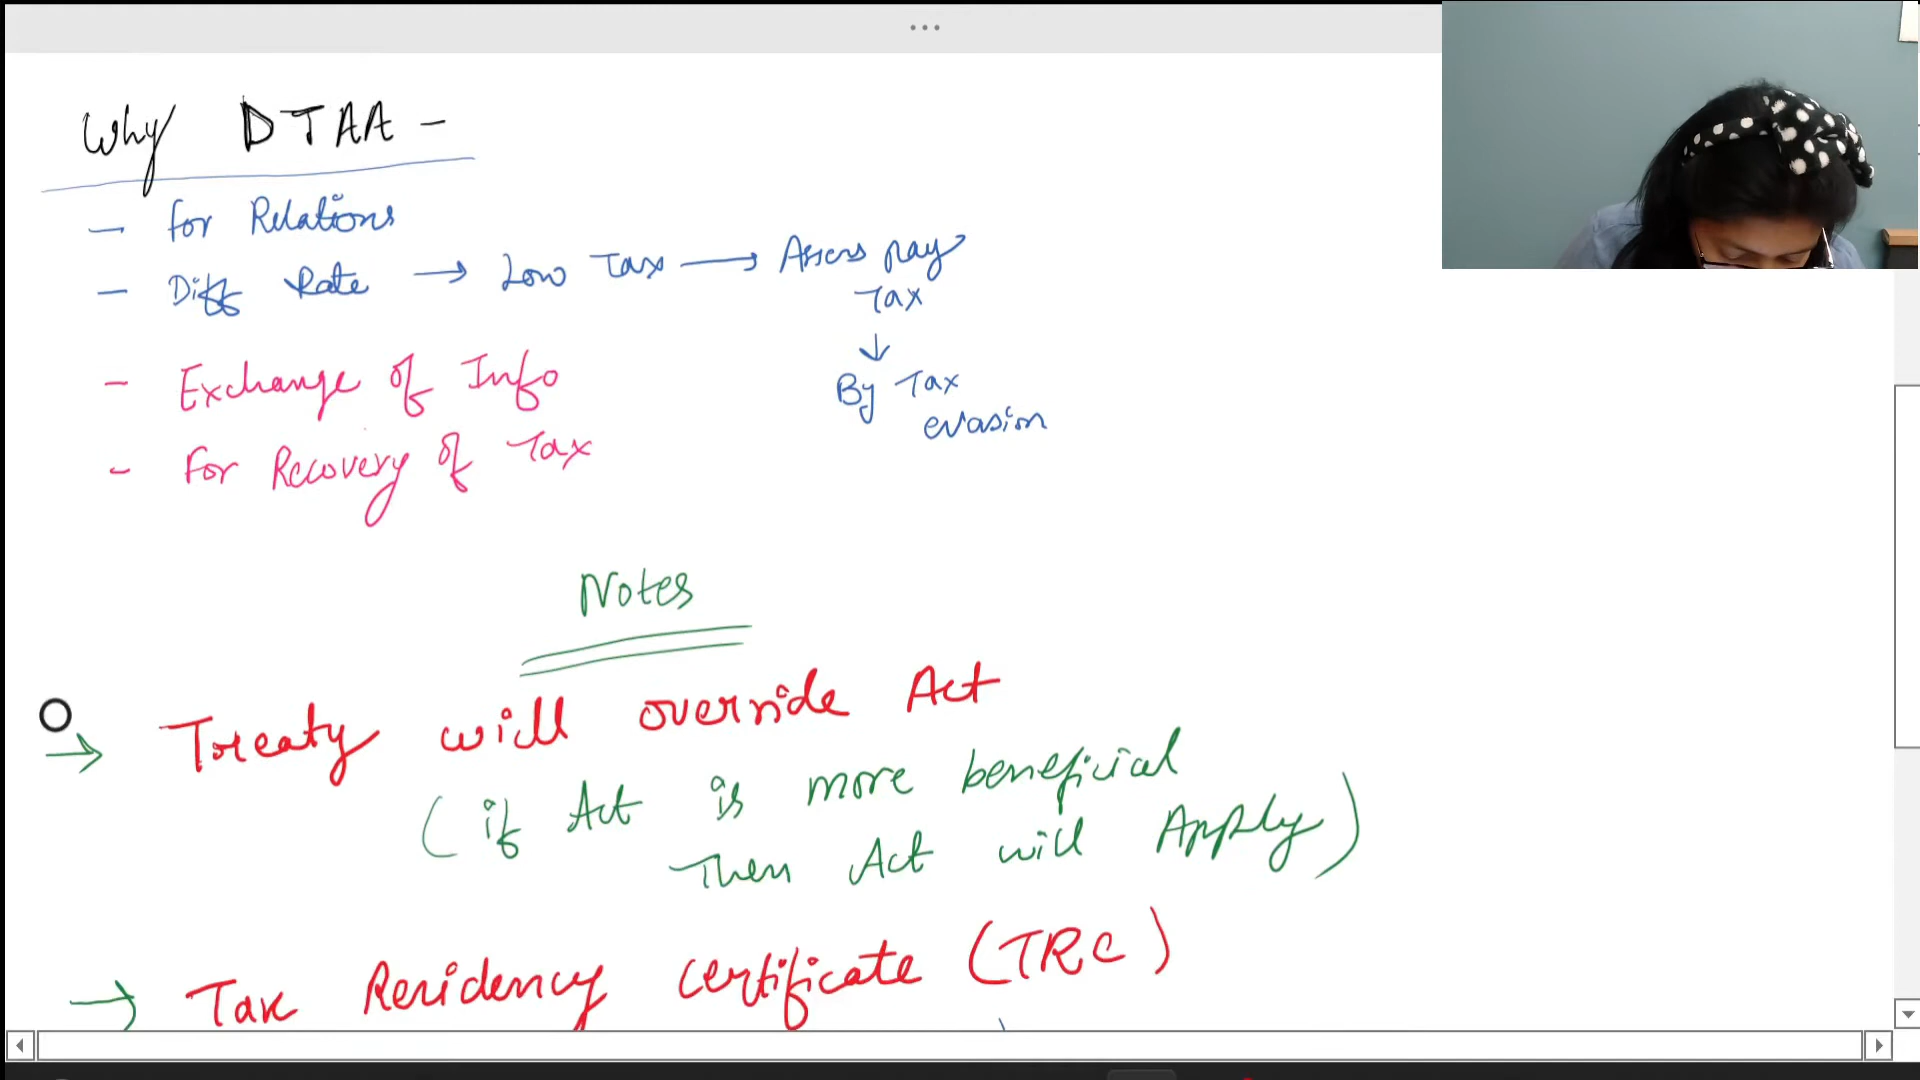 Why DTAA -
- For Relations
- Diff Rate → Low Tax → Assess pay Tax
↓
By Tax evasion
- Exchange of Info
- For Recovery of Tax
Notes
→ Treaty will override Act
(if Act is more beneficial
Then Act will Apply)
→ Tax Residency certificate (TRC)